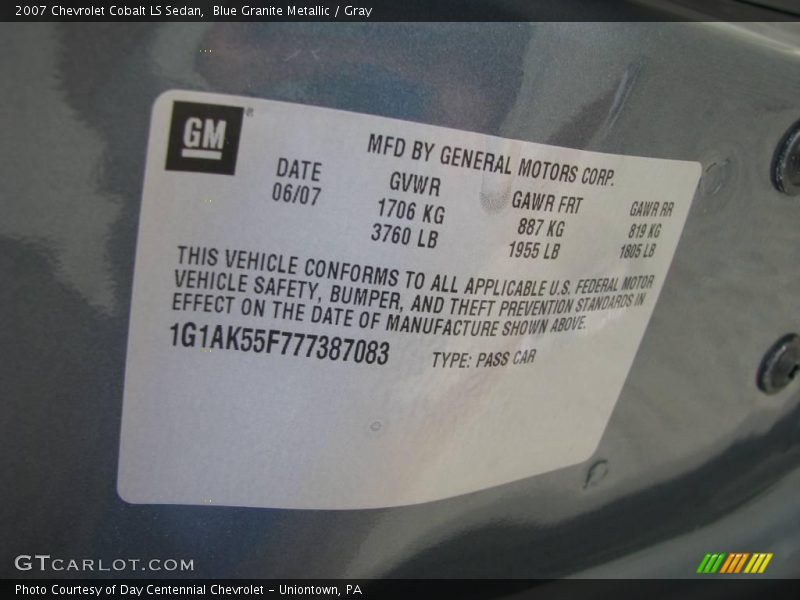 2007 Chevrolet Cobalt LS Sedan,  Blue Granite Metallic / Gray
GM®
MFD BY GENERAL MOTORS CORP.
DATE GVWR GAWR FRT GAWR RR
06/07 1706 KG 887 KG 819 KG
3760 LB 1955 LB 1805 LB
THIS VEHICLE CONFORMS TO ALL APPLICABLE U.S. FEDERAL MOTOR
VEHICLE SAFETY, BUMPER, AND THEFT PREVENTION STANDARDS IN
EFFECT ON THE DATE OF MANUFACTURE SHOWN ABOVE.
1G1AK55F777387083 TYPE: PASS CAR
GTCARLOT.COM
Photo Courtesy of Day Centennial Chevrolet - Uniontown, PA